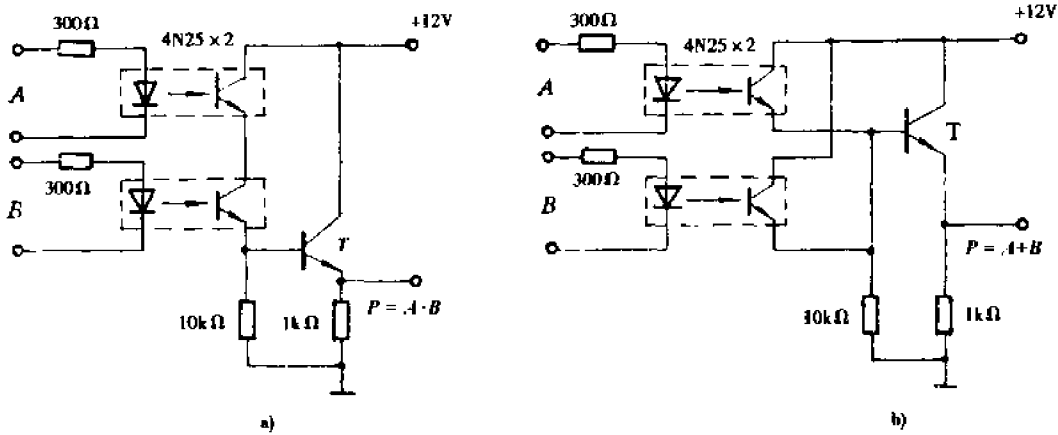 300Ω
4N25×2
+12V
A
300Ω
B
r
P = A·B
10kΩ
1kΩ
a)
300Ω
4N25×2
+12V
A
T
300Ω
B
P = A+B
10kΩ
1kΩ
b)